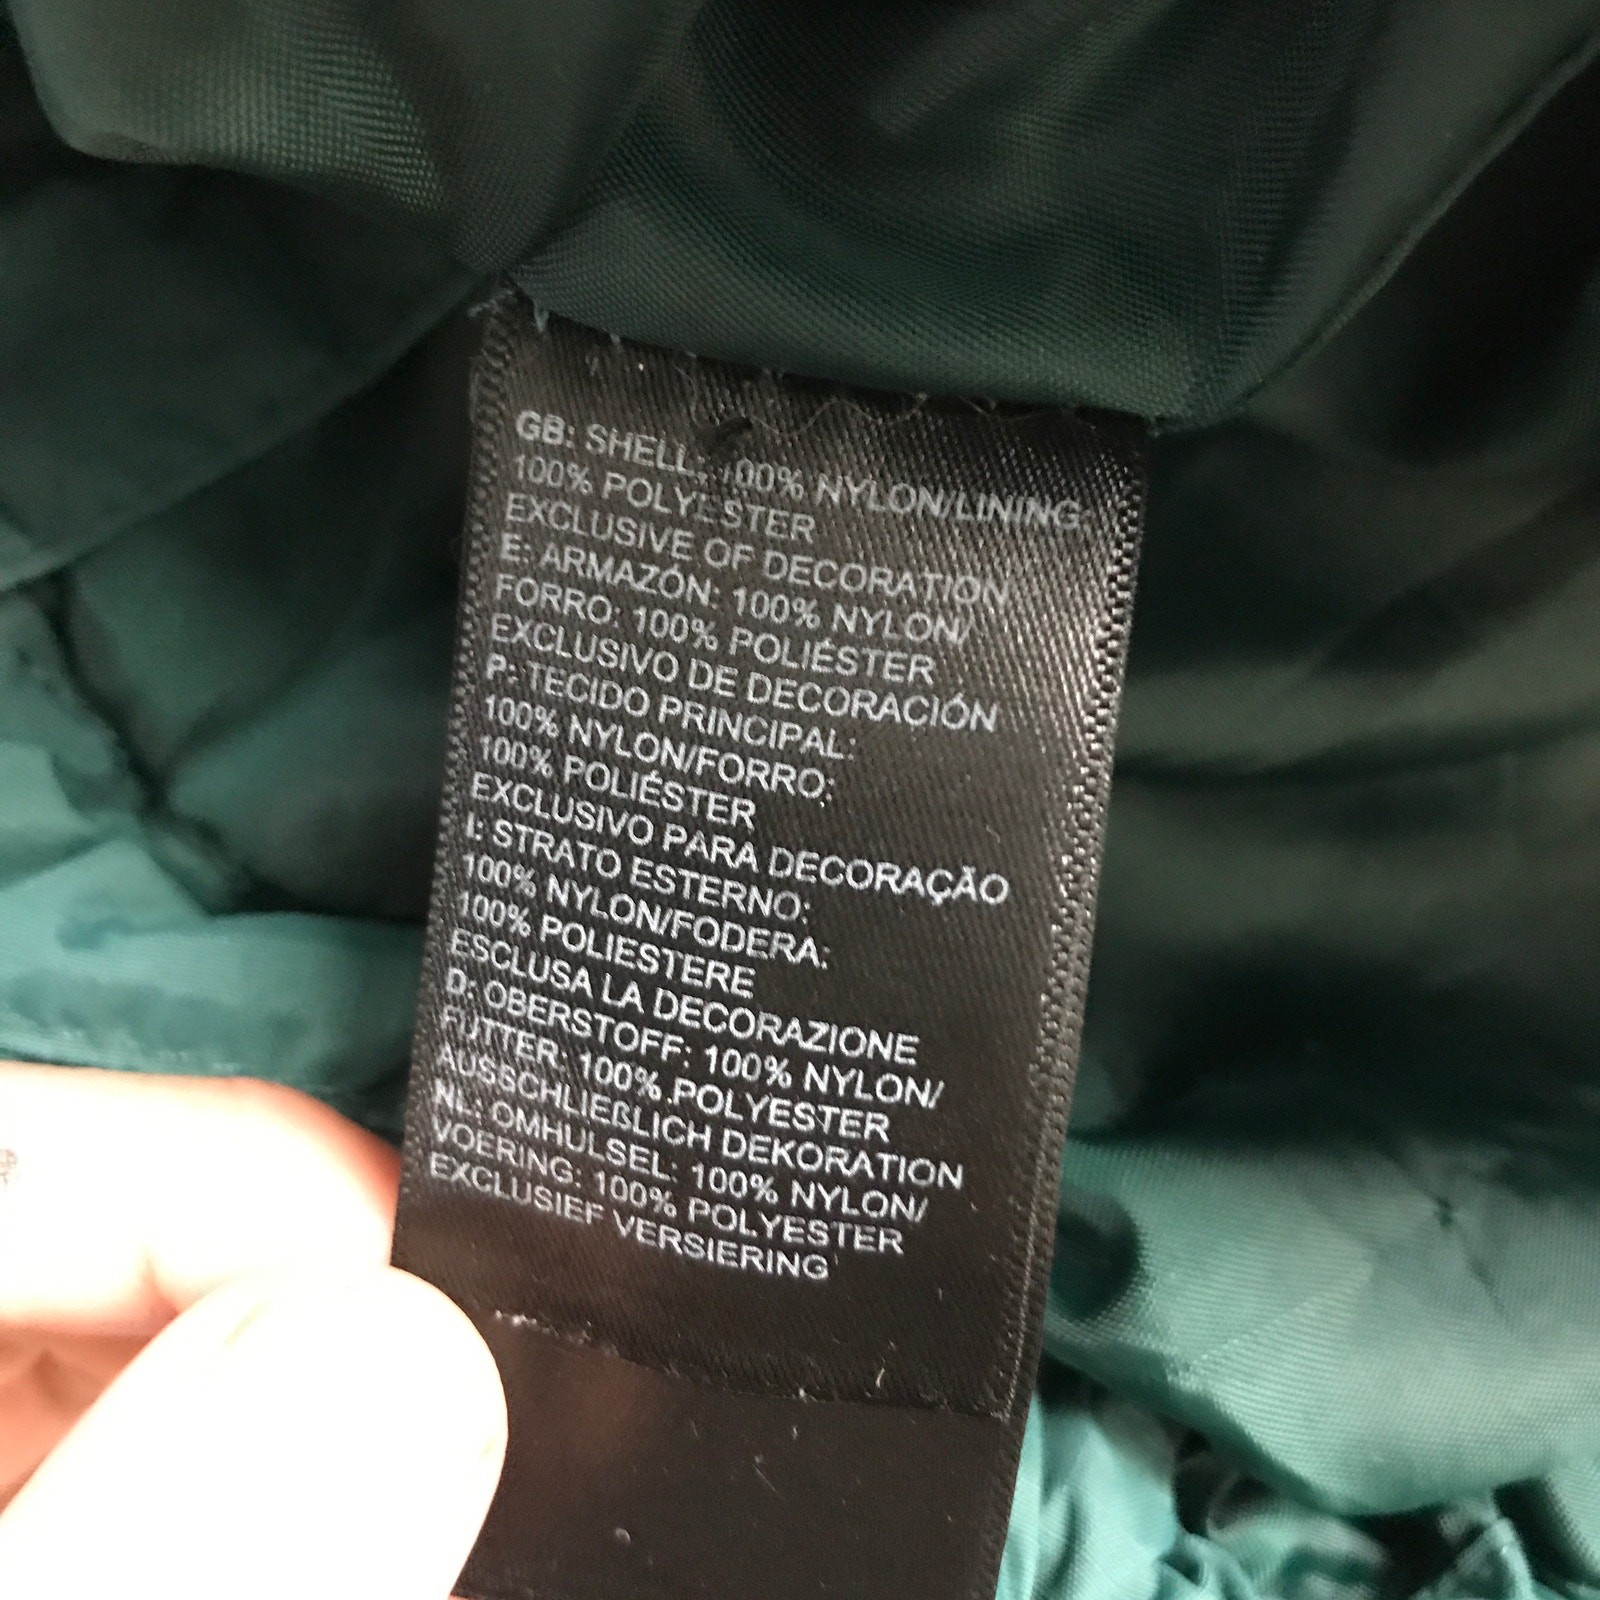 GB: SHELL: 100% NYLON/LINING:
100% POLYESTER
EXCLUSIVE OF DECORATION
E: ARMAZÓN: 100% NYLON/
FORRO: 100% POLIÉSTER
EXCLUSIVO DE DECORACIÓN
P: TECIDO PRINCIPAL:
100% NYLON/FORRO:
100% POLIÉSTER
EXCLUSIVO PARA DECORAÇÃO
I: STRATO ESTERNO:
100% NYLON/FODERA:
100% POLIESTERE
ESCLUSA LA DECORAZIONE
D: OBERSTOFF: 100% NYLON/
FUTTER: 100% POLYESTER
AUSSCHLIEßLICH DEKORATION
NL: OMHULSEL: 100% NYLON/
VOERING: 100% POLYESTER
EXCLUSIEF VERSIERING